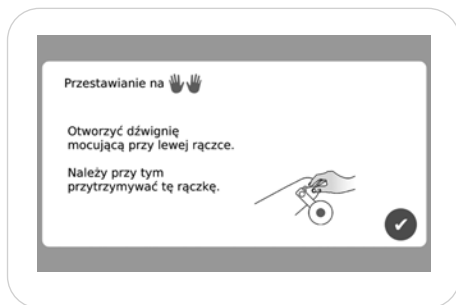 Przestawianie na
Otworzyć dźwignię
mocującą przy lewej rączce.
Należy przy tym
przytrzymywać tę rączkę.